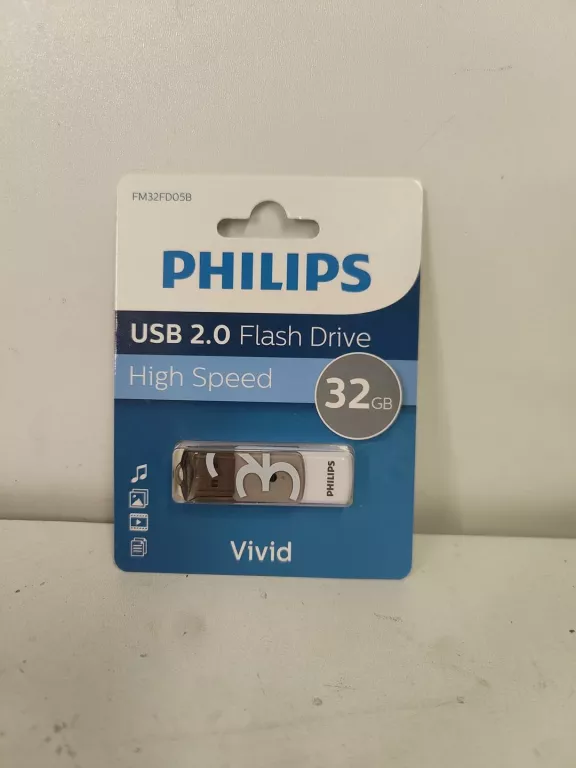 FM32FD05B
PHILIPS
USB 2.0 Flash Drive
High Speed
32GB
PHILIPS
Vivid